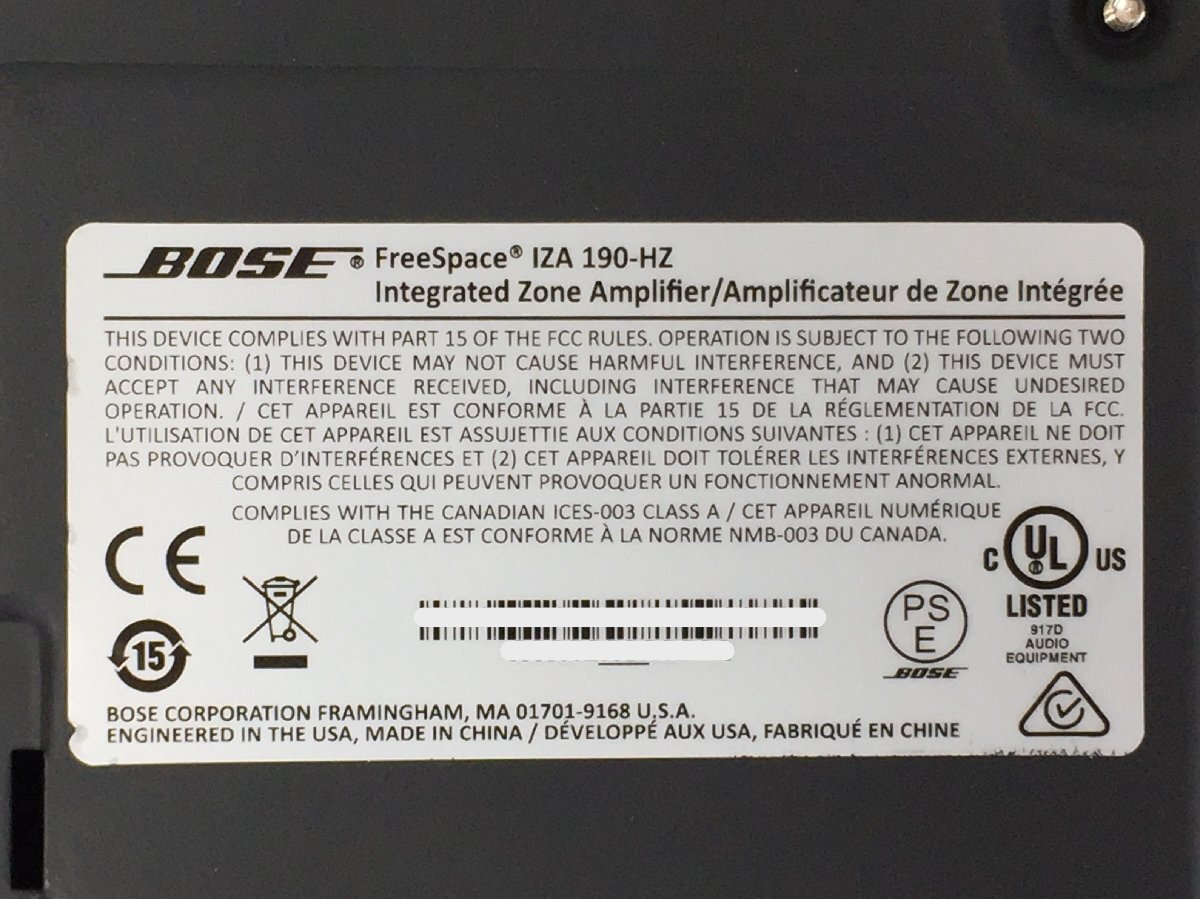 BOSE® FreeSpace® IZA 190-HZ
Integrated Zone Amplifier/Amplificateur de Zone Intégrée
THIS DEVICE COMPLIES WITH PART 15 OF THE FCC RULES. OPERATION IS SUBJECT TO THE FOLLOWING TWO
CONDITIONS: (1) THIS DEVICE MAY NOT CAUSE HARMFUL INTERFERENCE, AND (2) THIS DEVICE MUST
ACCEPT ANY INTERFERENCE RECEIVED, INCLUDING INTERFERENCE THAT MAY CAUSE UNDESIRED
OPERATION. / CET APPAREIL EST CONFORME À LA PARTIE 15 DE LA RÉGLEMENTATION DE LA FCC.
L'UTILISATION DE CET APPAREIL EST ASSUJETTIE AUX CONDITIONS SUIVANTES : (1) CET APPAREIL NE DOIT
PAS PROVOQUER D'INTERFÉRENCES ET (2) CET APPAREIL DOIT TOLÉRER LES INTERFÉRENCES EXTERNES, Y
COMPRIS CELLES QUI PEUVENT PROVOQUER UN FONCTIONNEMENT ANORMAL.
COMPLIES WITH THE CANADIAN ICES-003 CLASS A / CET APPAREIL NUMÉRIQUE
DE LA CLASSE A EST CONFORME À LA NORME NMB-003 DU CANADA.
CE
C UL® US
LISTED
917D
AUDIO
EQUIPMENT
PS
E
BOSE
15
BOSE CORPORATION FRAMINGHAM, MA 01701-9168 U.S.A.
ENGINEERED IN THE USA, MADE IN CHINA / DÉVELOPPÉ AUX USA, FABRIQUÉ EN CHINE